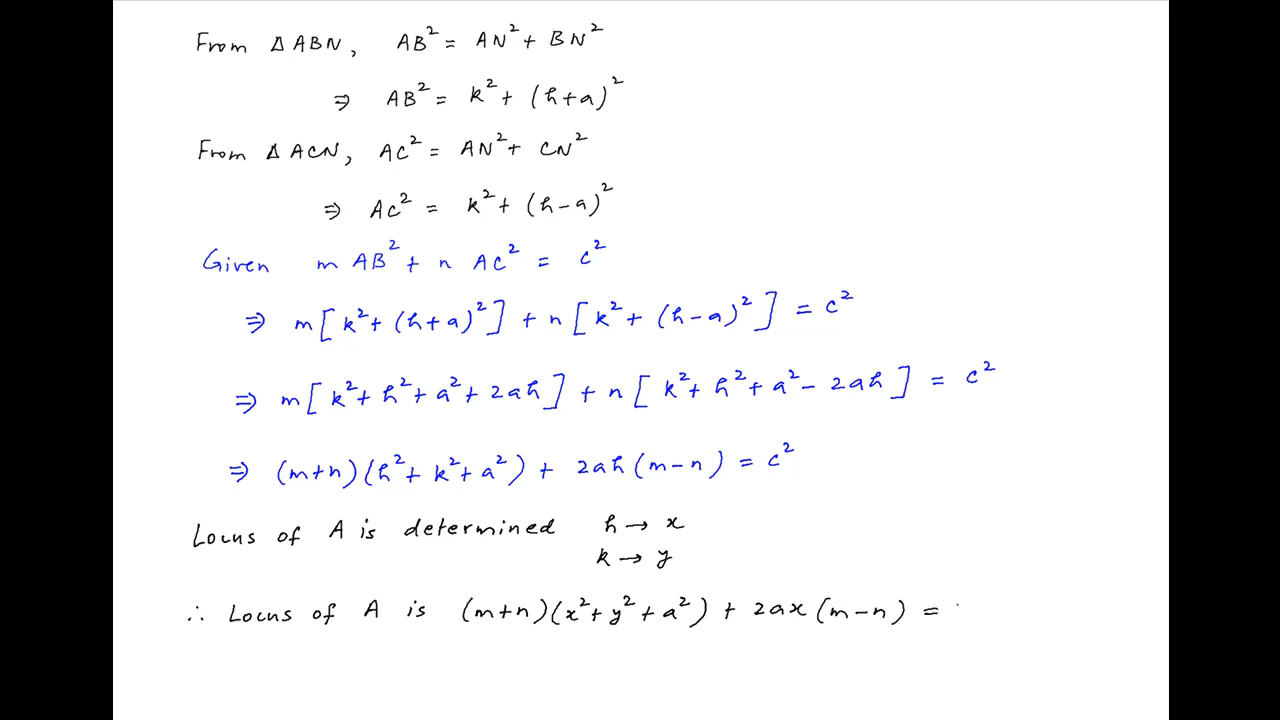 From △ABN, AB² = AN² + BN²
⇒ AB² = k² + (h+a)²
From △ACN, AC² = AN² + CN²
⇒ AC² = k² + (h-a)²
Given m AB² + n AC² = c²
⇒ m[k² + (h+a)²] + n[k² + (h-a)²] = c²
⇒ m[k² + h² + a² + 2ah] + n[k² + h² + a² - 2ah] = c²
⇒ (m+n)(h² + k² + a²) + 2ah(m-n) = c²
Locus of A is determined h → x
k → y
∴ Locus of A is (m+n)(x² + y² + a²) + 2ax(m-n) =